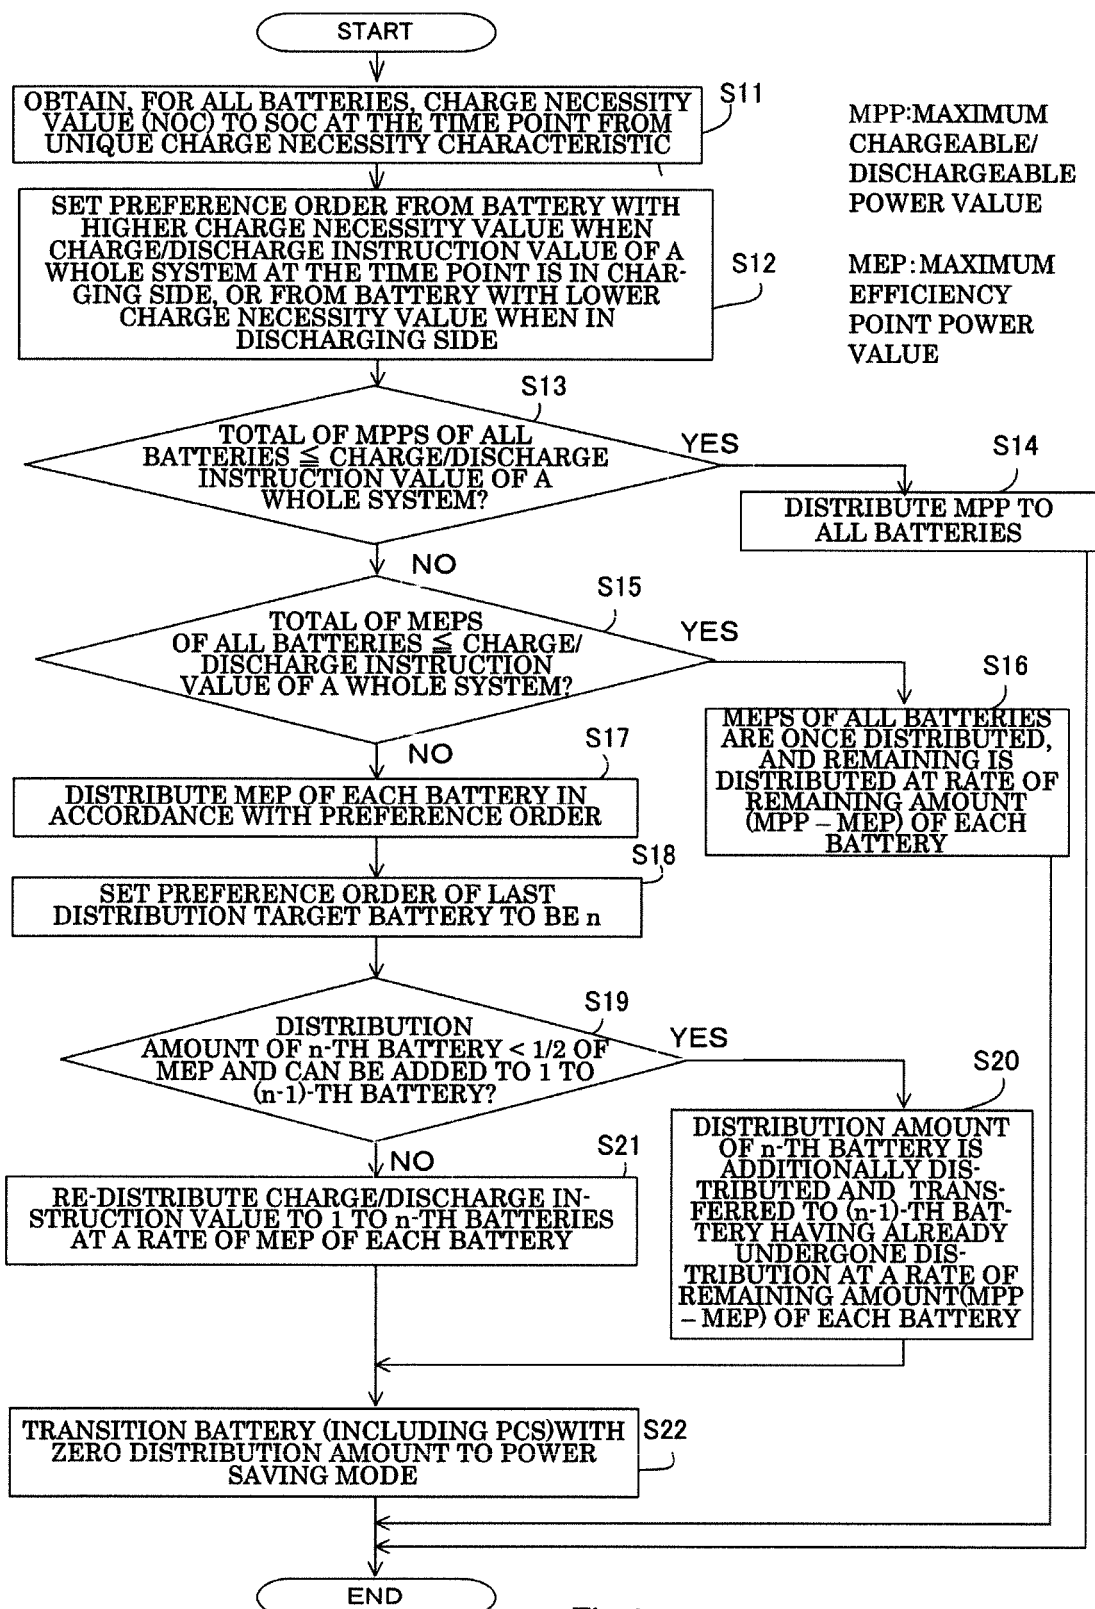 START
S11
OBTAIN, FOR ALL BATTERIES, CHARGE NECESSITY
VALUE (NOC) TO SOC AT THE TIME POINT FROM
UNIQUE CHARGE NECESSITY CHARACTERISTIC
MPP:MAXIMUM
CHARGEABLE/
DISCHARGEABLE
POWER VALUE
MEP:MAXIMUM
EFFICIENCY
POINT POWER
VALUE
S12
SET PREFERENCE ORDER FROM BATTERY WITH
HIGHER CHARGE NECESSITY VALUE WHEN
CHARGE/DISCHARGE INSTRUCTION VALUE OF A
WHOLE SYSTEM AT THE TIME POINT IS IN CHAR-
GING SIDE, OR FROM BATTERY WITH LOWER
CHARGE NECESSITY VALUE WHEN IN
DISCHARGING SIDE
S13
TOTAL OF MPPS OF ALL
BATTERIES ≦ CHARGE/DISCHARGE
INSTRUCTION VALUE OF A
WHOLE SYSTEM?
YES
S14
DISTRIBUTE MPP TO
ALL BATTERIES
NO
S15
TOTAL OF MEPS
OF ALL BATTERIES ≦ CHARGE/
DISCHARGE INSTRUCTION
VALUE OF A WHOLE SYSTEM?
YES
S16
MEPS OF ALL BATTERIES
ARE ONCE DISTRIBUTED,
AND REMAINING IS
DISTRIBUTED AT RATE OF
REMAINING AMOUNT
(MPP – MEP) OF EACH
BATTERY
NO
S17
DISTRIBUTE MEP OF EACH BATTERY IN
ACCORDANCE WITH PREFERENCE ORDER
S18
SET PREFERENCE ORDER OF LAST
DISTRIBUTION TARGET BATTERY TO BE n
S19
DISTRIBUTION
AMOUNT OF n-TH BATTERY < 1/2 OF
MEP AND CAN BE ADDED TO 1 TO
(n-1)-TH BATTERY?
YES
S20
DISTRIBUTION AMOUNT
OF n-TH BATTERY IS
ADDITIONALLY DIS-
TRIBUTED AND TRANS-
FERRED TO (n-1)-TH BAT-
TERY HAVING ALREADY
UNDERGONE DIS-
TRIBUTION AT A RATE OF
REMAINING AMOUNT(MPP
– MEP) OF EACH BATTERY
NO
S21
RE-DISTRIBUTE CHARGE/DISCHARGE IN-
STRUCTION VALUE TO 1 TO n-TH BATTERIES
AT A RATE OF MEP OF EACH BATTERY
S22
TRANSITION BATTERY (INCLUDING PCS)WITH
ZERO DISTRIBUTION AMOUNT TO POWER
SAVING MODE
END